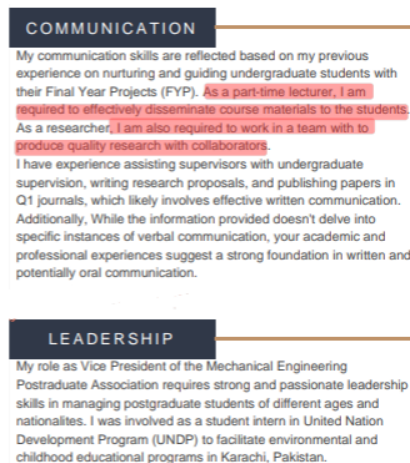 COMMUNICATION
My communication skills are reflected based on my previous
experience on nurturing and guiding undergraduate students with
their Final Year Projects (FYP). As a part-time lecturer, I am
required to effectively disseminate course materials to the students.
As a researcher, I am also required to work in a team with to
produce quality research with collaborators.
I have experience assisting supervisors with undergraduate
supervision, writing research proposals, and publishing papers in
Q1 journals, which likely involves effective written communication.
Additionally, While the information provided doesn't delve into
specific instances of verbal communication, your academic and
professional experiences suggest a strong foundation in written and
potentially oral communication.
LEADERSHIP
My role as Vice President of the Mechanical Engineering
Postraduate Association requires strong and passionate leadership
skills in managing postgraduate students of different ages and
nationalites. I was involved as a student intern in United Nation
Development Program (UNDP) to facilitate environmental and
childhood educational programs in Karachi, Pakistan.